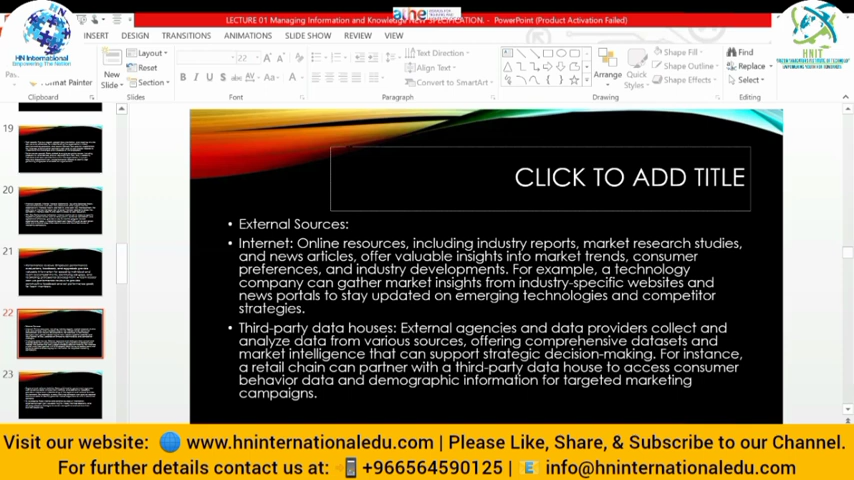 LECTURE 01 Managing Information and Knowledge NEW SPECIFICATION. - PowerPoint (Product Activation Failed)
HN International
Empowering The Nation
HNIT
INSERT DESIGN TRANSITIONS ANIMATIONS SLIDE SHOW REVIEW VIEW
Layout
Reset
Section
New
Slide
Format Painter
22
Text Direction
Align Text
Convert to SmartArt
Arrange
Quick
Styles
Shape Fill
Shape Outline
Shape Effects
Find
Replace
Select
Clipboard Slides Font Paragraph Drawing Editing
19
20
21
22
23
CLICK TO ADD TITLE
• External Sources:
• Internet: Online resources, including industry reports, market research studies,
and news articles, offer valuable insights into market trends, consumer
preferences, and industry developments. For example, a technology
company can gather market insights from industry-specific websites and
news portals to stay updated on emerging technologies and competitor
strategies.
• Third-party data houses: External agencies and data providers collect and
analyze data from various sources, offering comprehensive datasets and
market intelligence that can support strategic decision-making. For instance,
a retail chain can partner with a third-party data house to access consumer
behavior data and demographic information for targeted marketing
campaigns.
Visit our website: www.hninternationaledu.com | Please Like, Share, & Subscribe to our Channel.
For further details contact us at: +966564590125 | info@hninternationaledu.com